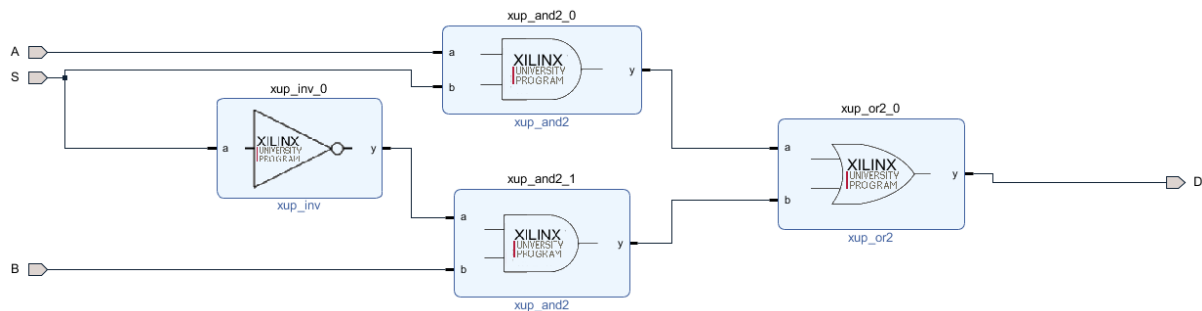 xup_and2_0
A
a
S
b
y
XILINX
UNIVERSITY
PROGRAM
xup_and2
xup_inv_0
a
y
XILINX
UNIVERSITY
PROGRAM
xup_inv
xup_or2_0
a
b
y
XILINX
UNIVERSITY
PROGRAM
xup_or2
D
xup_and2_1
a
b
y
XILINX
UNIVERSITY
PROGRAM
xup_and2
B